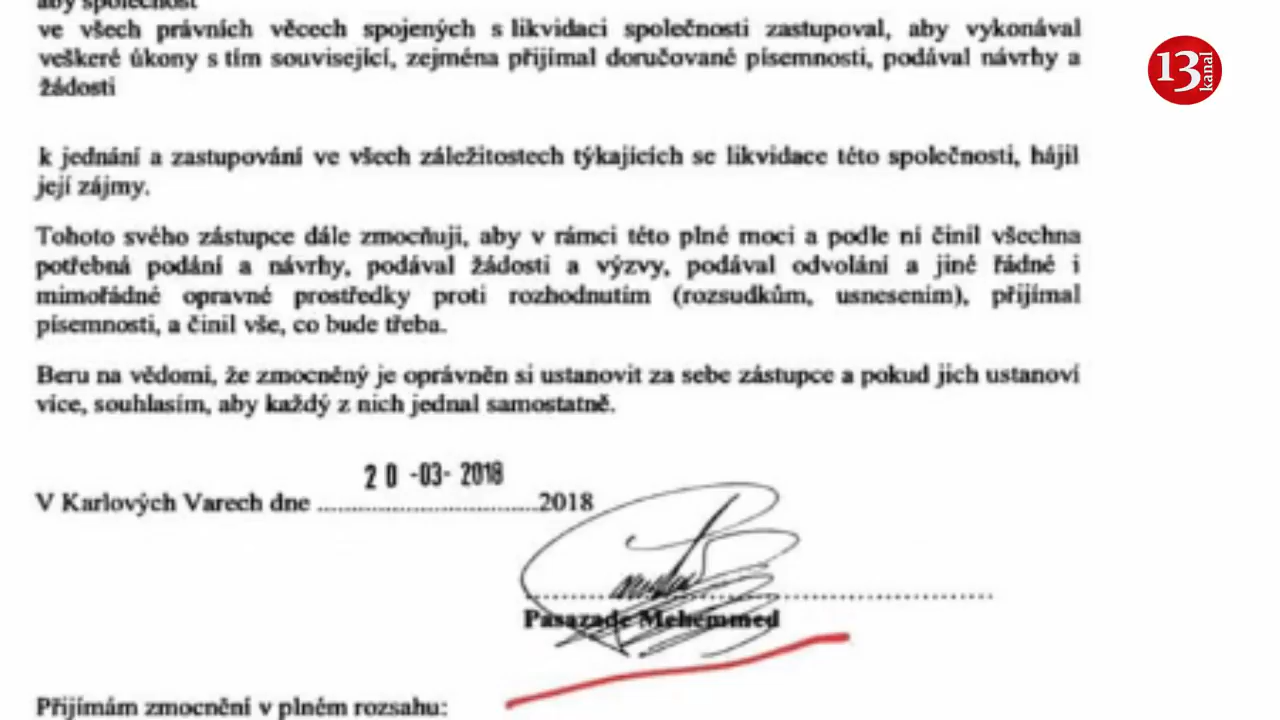 aby společnost
ve všech právních věcech spojených s likvidaci společnosti zastupoval, aby vykonával
veškeré úkony s tím související, zejména přijímal doručované písemnosti, podával návrhy a
žádosti
k jednání a zastupování ve všech záležitostech týkajících se likvidace této společnosti, hájil
její zájmy.
Tohoto svého zástupce dále zmocňuji, aby v rámci této plné moci a podle ní činil všechna
potřebná podání a návrhy, podával žádosti a výzvy, podával odvolání a jiné řádné i
mimořádné opravné prostředky proti rozhodnutím (rozsudkům, usnesením), přijímal
písemnosti, a činil vše, co bude třeba.
Beru na vědomi, že zmocněný je oprávněn si ustanovit za sebe zástupce a pokud jich ustanoví
více, souhlasím, aby každý z nich jednal samostatně.
20 -03- 2018
V Karlových Varech dne ........................................2018
Pasazade Mehemmed
Přijímám zmocnění v plném rozsahu:
13 kanal